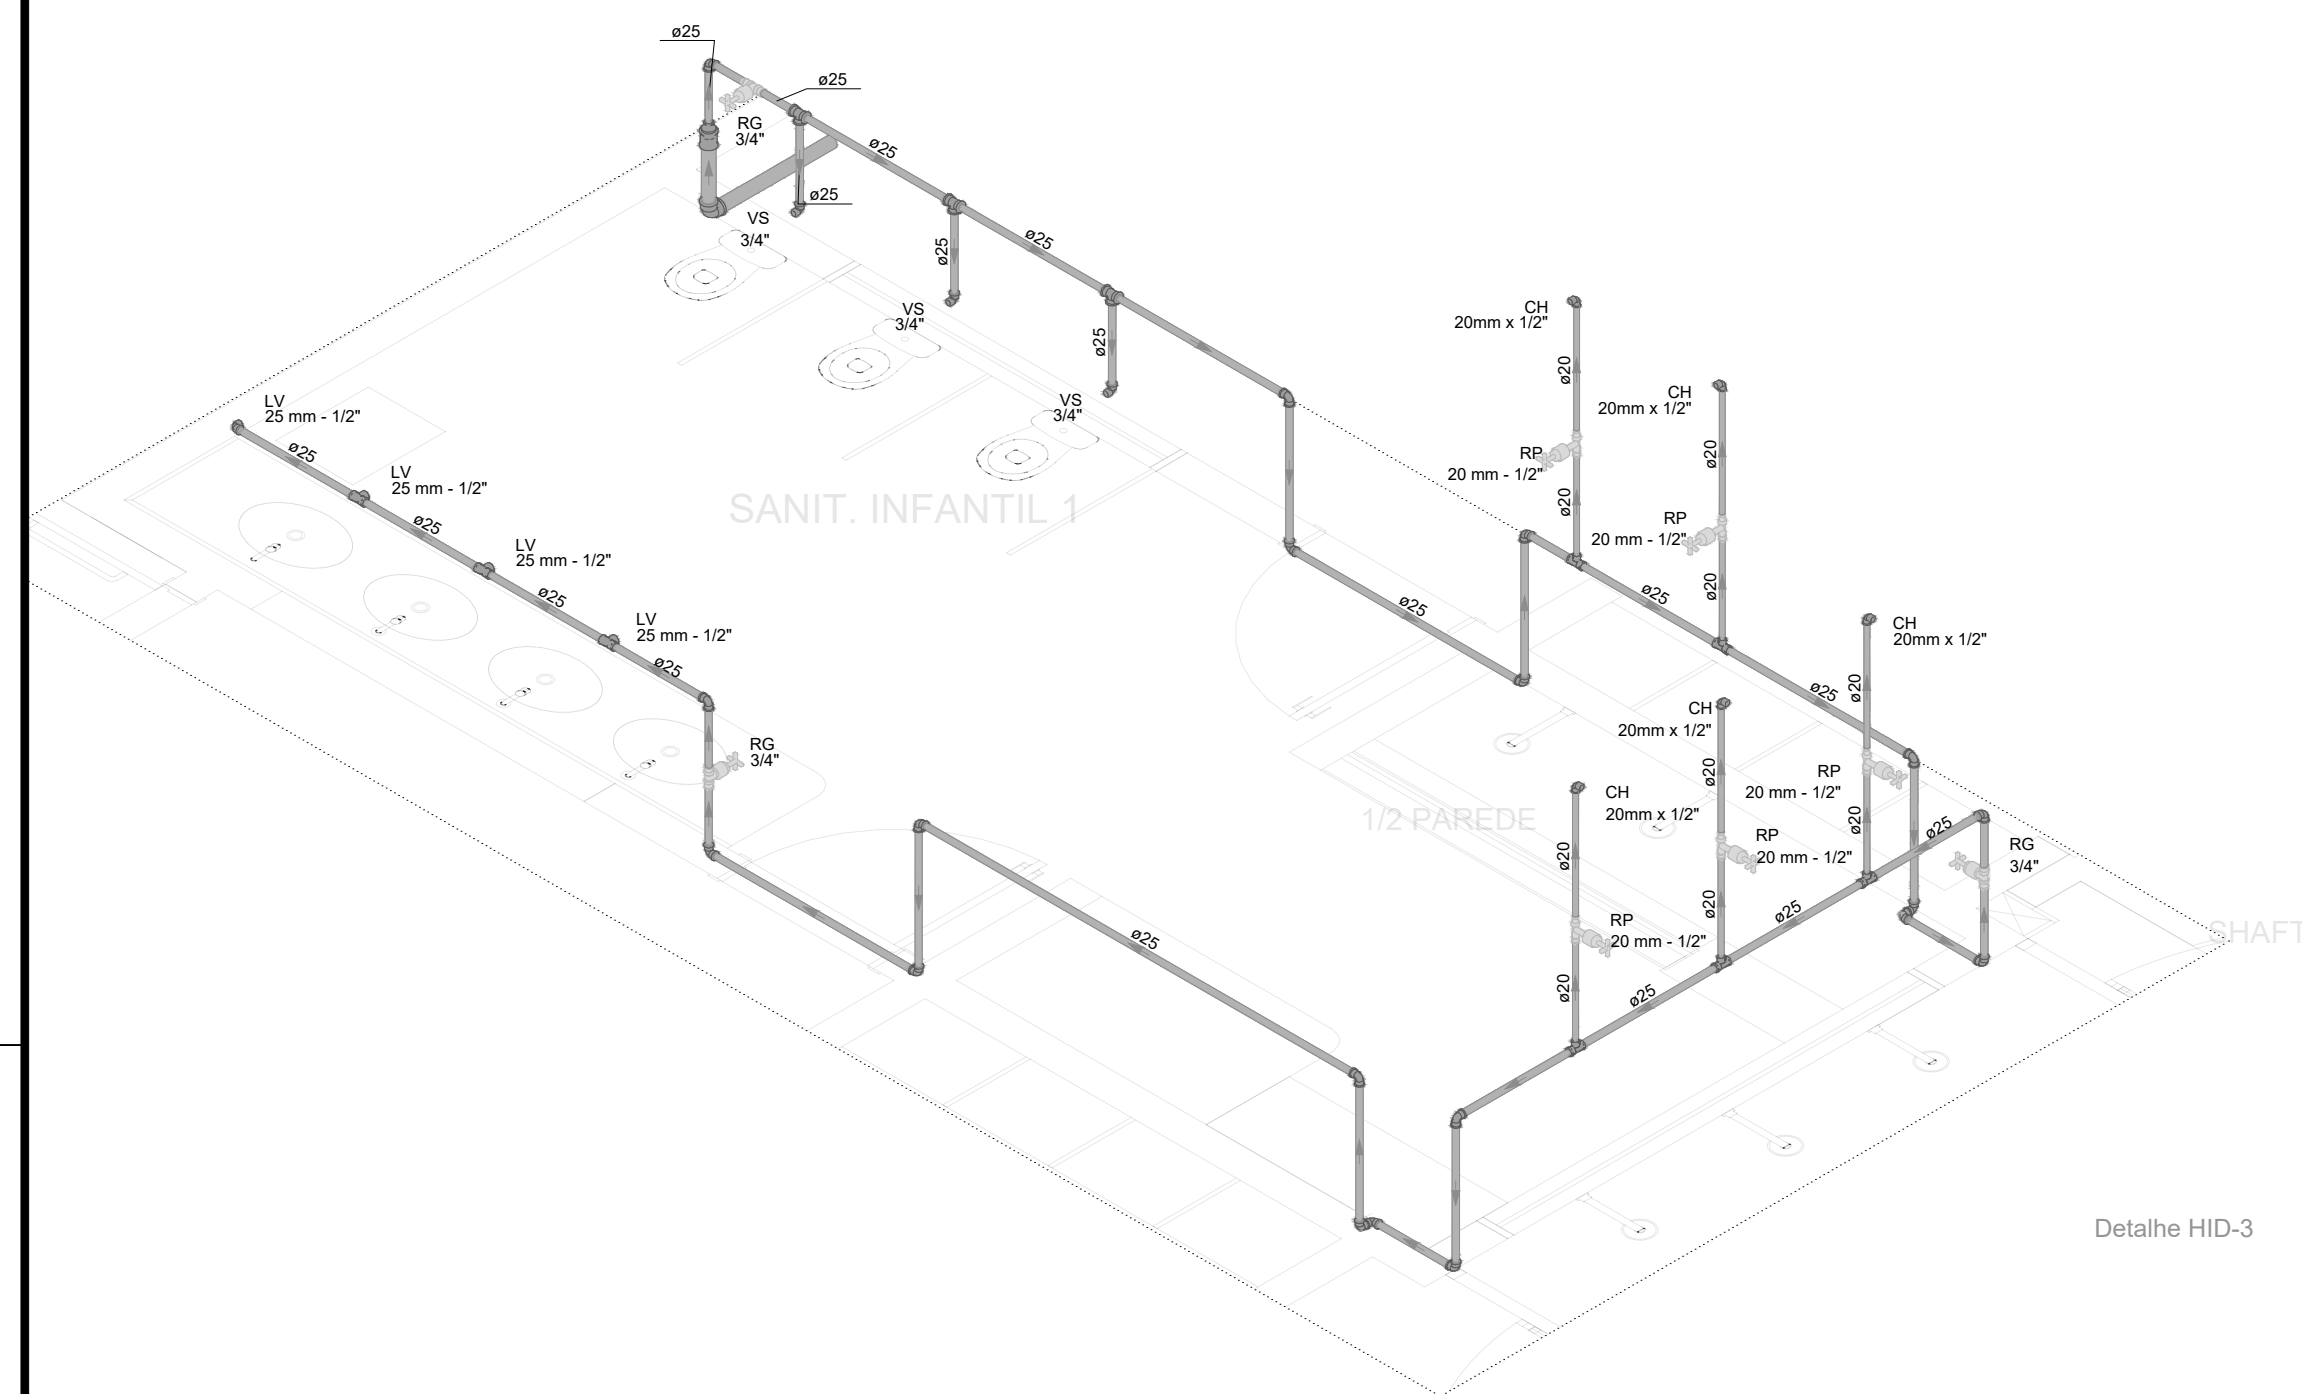 ø25
ø25
RG
3/4"
ø25
ø25
VS
3/4"
ø25
ø25
VS
3/4"
ø25
VS
3/4"
CH
20mm x 1/2"
ø20
CH
20mm x 1/2"
RP
20 mm - 1/2"
ø20
ø20
RP
20 mm - 1/2"
ø20
LV
25 mm - 1/2"
ø25
LV
25 mm - 1/2"
ø25
LV
25 mm - 1/2"
ø25
LV
25 mm - 1/2"
ø25
SANIT. INFANTIL 1
ø25
ø25
ø25
CH
20mm x 1/2"
ø20
CH
20mm x 1/2"
ø20
RP
20 mm - 1/2"
ø20
RG
3/4"
CH
20mm x 1/2"
ø20
1/2 PAREDE
RP
20 mm - 1/2"
ø20
ø25
RG
3/4"
RP
20 mm - 1/2"
ø20
ø25
ø25
ø25
SHAFT
Detalhe HID-3